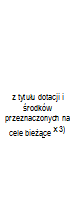 z tytułu dotacji i
środków
przeznaczonych na
cele bieżące x 3)